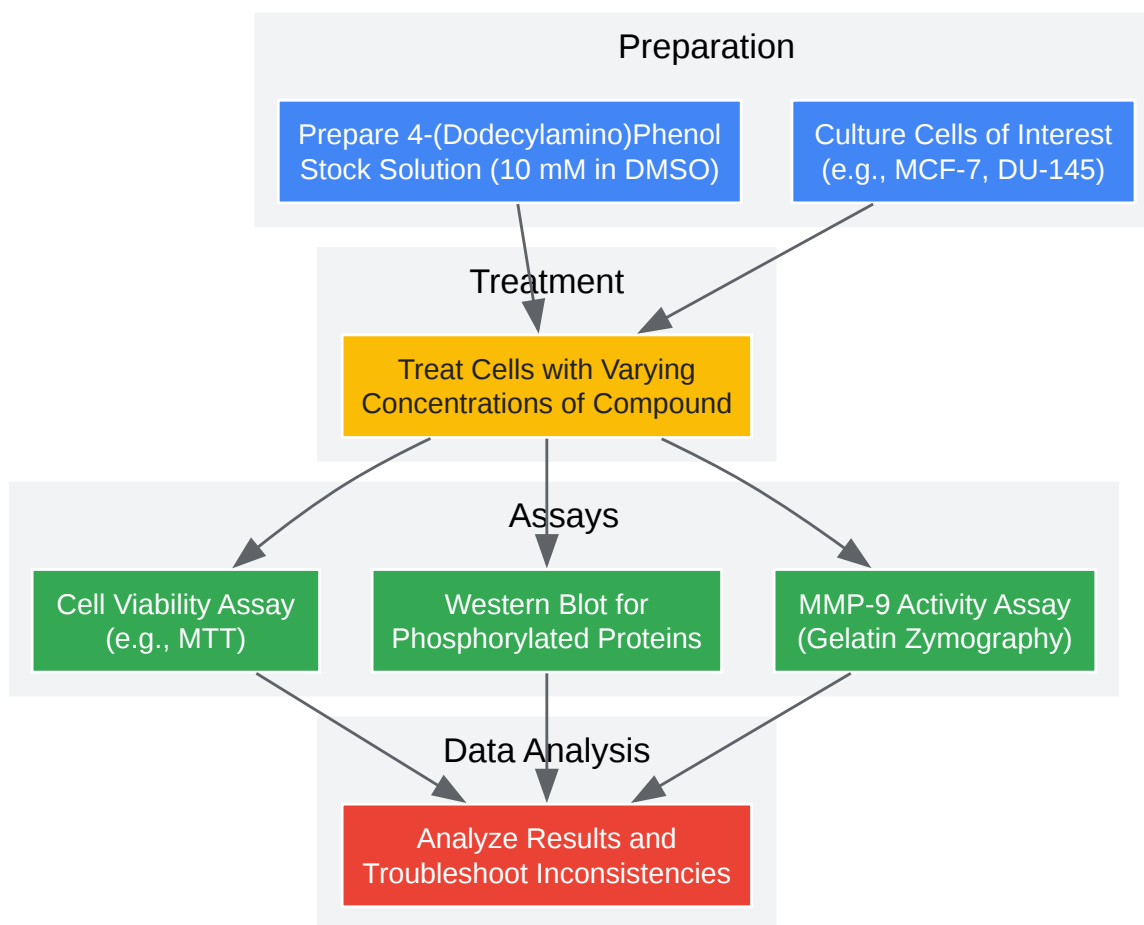 Preparation
Prepare 4-(Dodecylamino)Phenol
Stock Solution (10 mM in DMSO)
Culture Cells of Interest
(e.g., MCF-7, DU-145)
Treatment
Treat Cells with Varying
Concentrations of Compound
Assays
Cell Viability Assay
(e.g., MTT)
Western Blot for
Phosphorylated Proteins
MMP-9 Activity Assay
(Gelatin Zymography)
Data Analysis
Analyze Results and
Troubleshoot Inconsistencies